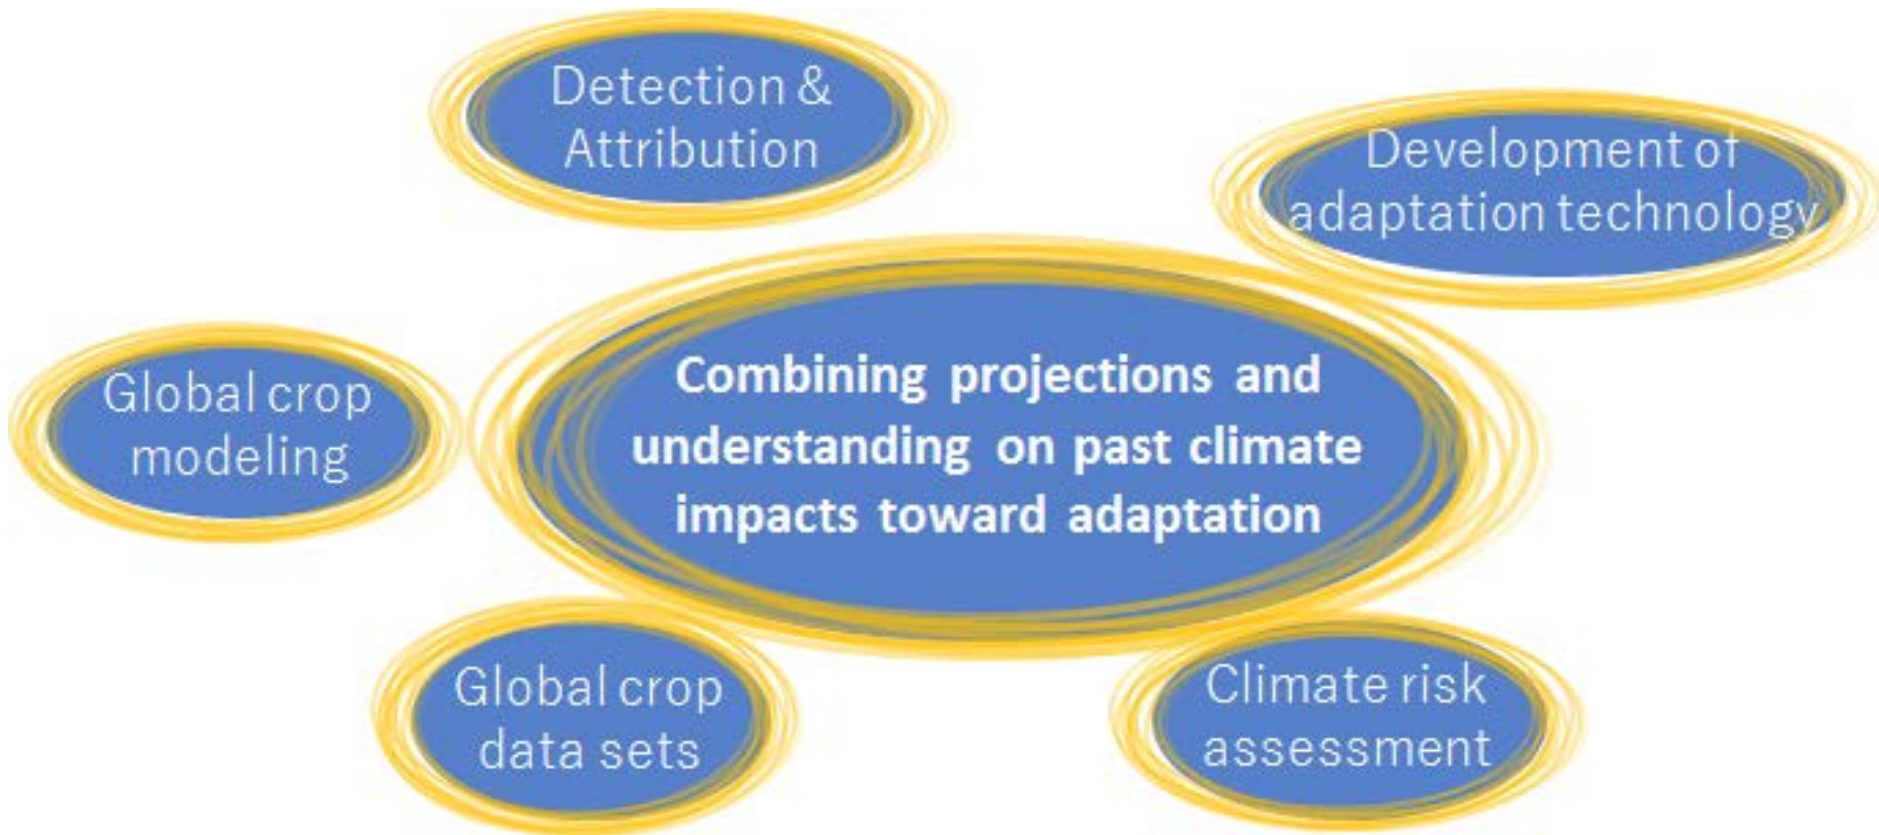 Detection &
Attribution
Development of
adaptation technology
Combining projections and
understanding on past climate
impacts toward adaptation
Global crop
modeling
Global crop
data sets
Climate risk
assessment